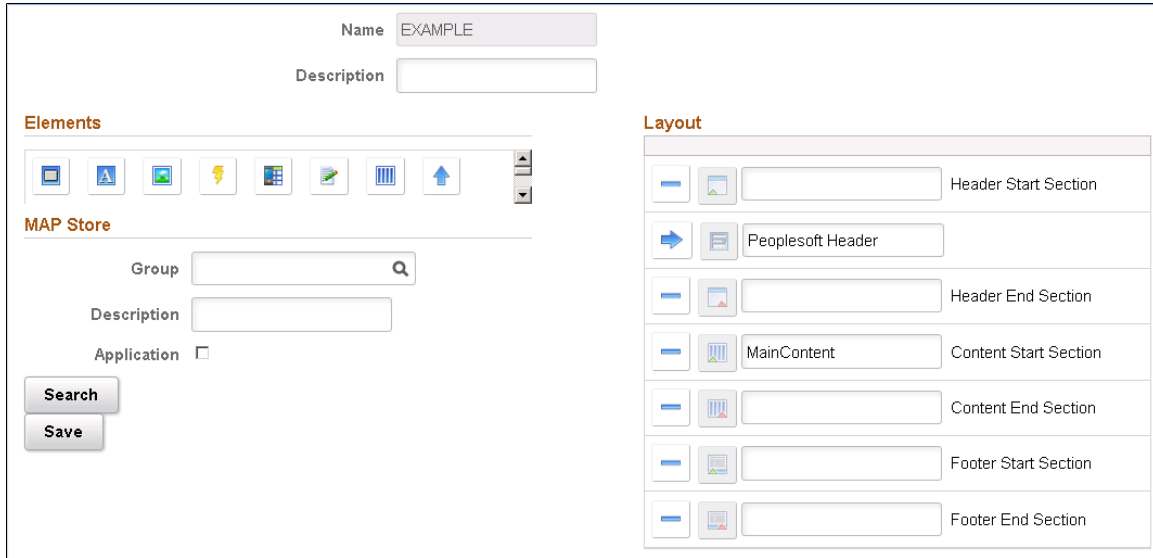 Name EXAMPLE
Description
Elements
A
MAP Store
Group
Description
Application
Search
Save
Layout
Header Start Section
Peoplesoft Header
Header End Section
MainContent Content Start Section
Content End Section
Footer Start Section
Footer End Section